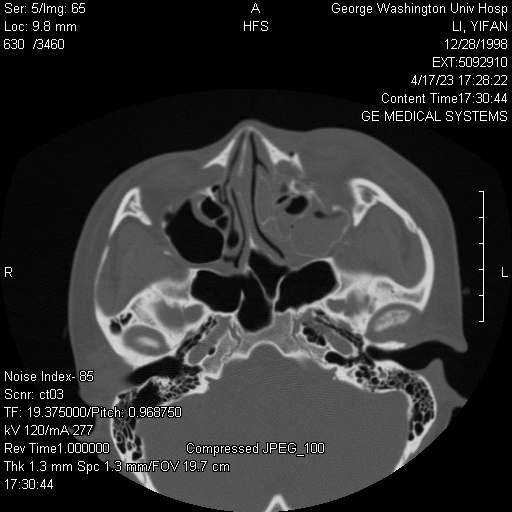 Ser: 5/Img: 65
Loc: 9.8 mm
630 /3460
A
HFS
George Washington Univ Hosp
LI, YIFAN
12/28/1998
EXT:5092910
4/17/23 17:28:22
Content Time17:30:44
GE MEDICAL SYSTEMS
R
L
Noise Index- 85
Scnr: ct03
TF: 19.375000/Pitch: 0.968750
kV 120/mA 277
Rev Time1.000000
Compressed JPEG_100
Thk 1.3 mm Spc 1.3 mm/FOV 19.7 cm
17:30:44